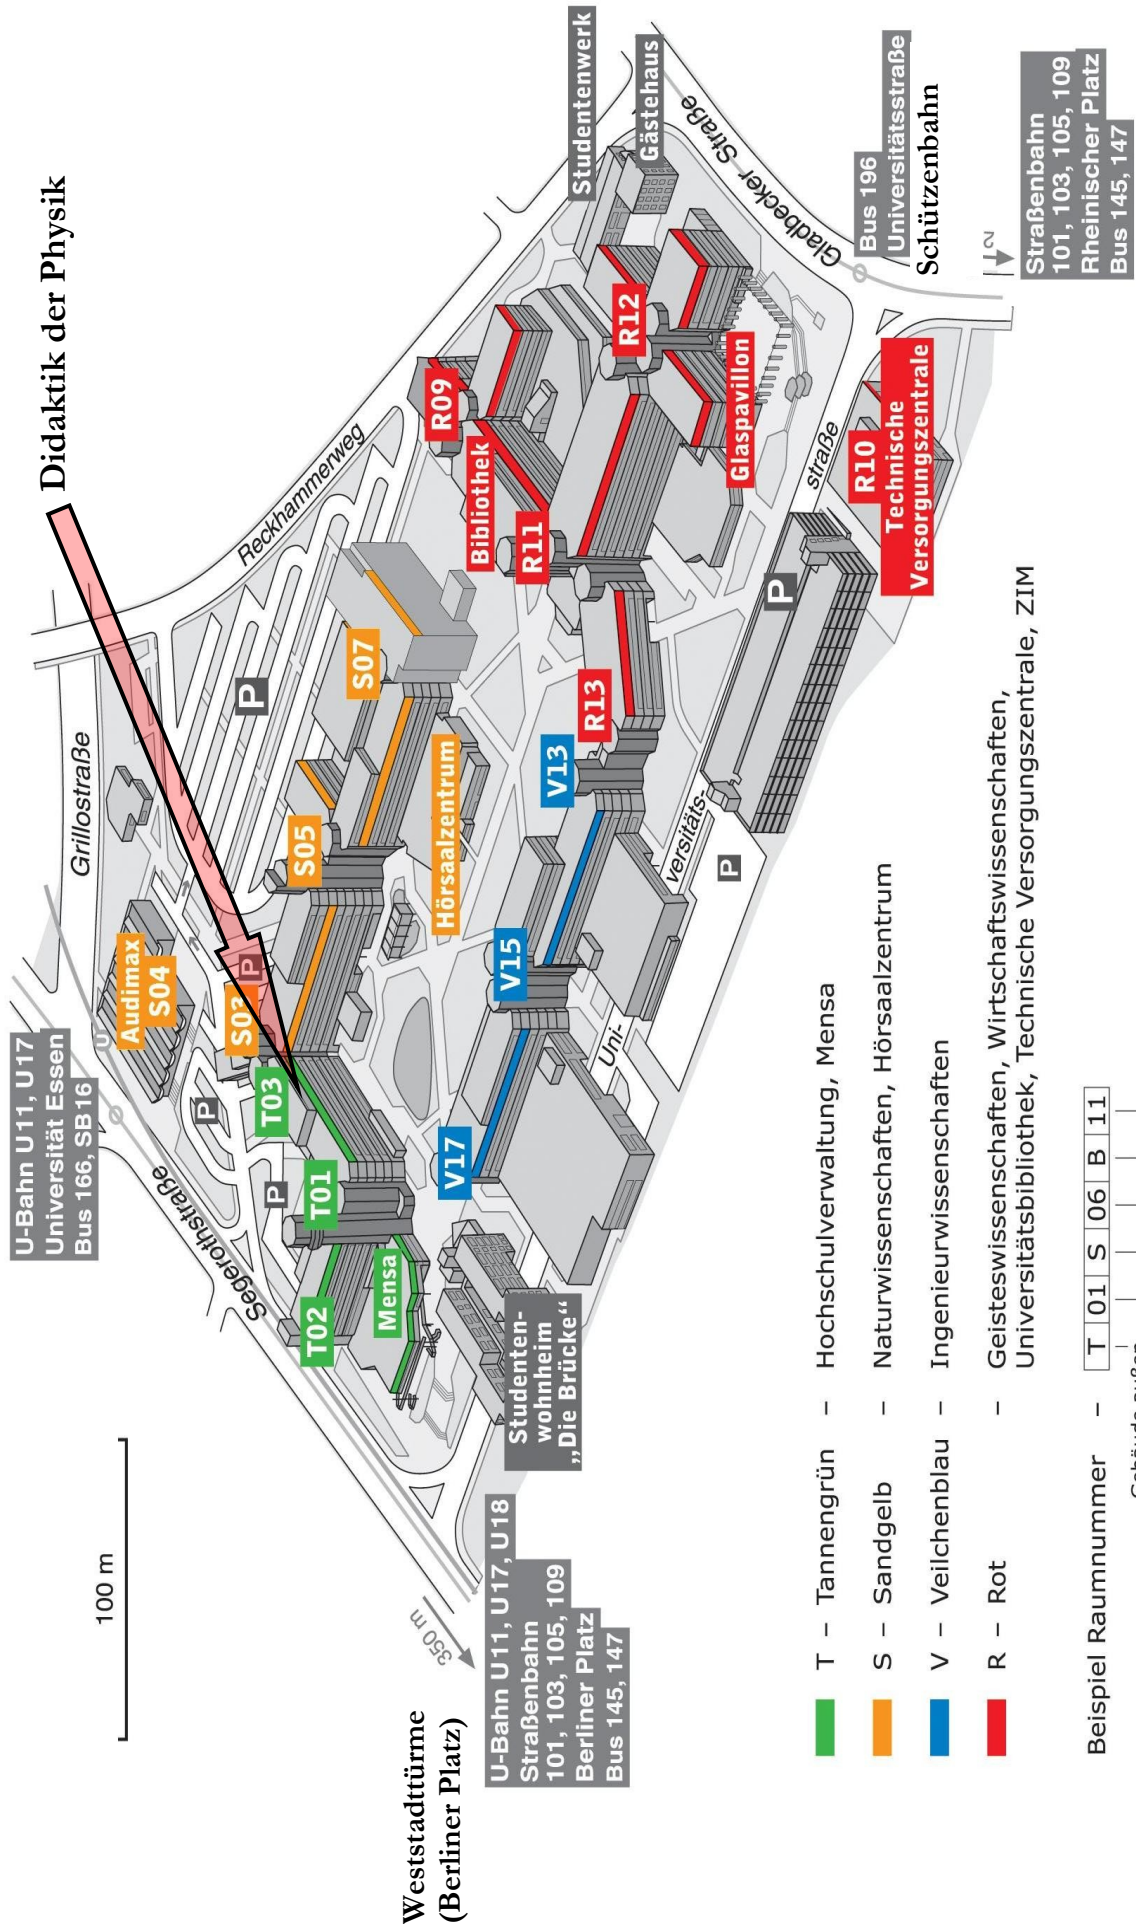 Didaktik der Physik
U-Bahn U11, U17
Universität Essen
Bus 166, SB16
Grillostraße
Reckhammerweg
Studentenwerk
Gästehaus
Gladbecker Straße
Bus 196
Universitätsstraße
Schützenbahn
Straßenbahn
101, 103, 105, 109
Rheinischer Platz
Bus 145, 147
Segerothstraße
U
Audimax
S04
P
P
P
P
S03
S05
S07
Hörsaalzentrum
T03
T01
T02
Mensa
R09
Bibliothek
R11
R12
Glaspavillon
R13
V13
V15
V17
Uni-
versitäts-
straße
P
P
R10
Technische
Versorgungszentrale
Studenten-
wohnheim
„Die Brücke“
100 m
350 m
U-Bahn U11, U17, U18
Straßenbahn
101, 103, 105, 109
Berliner Platz
Bus 145, 147
Weststadttürme
(Berliner Platz)
T – Tannengrün – Hochschulverwaltung, Mensa
S – Sandgelb – Naturwissenschaften, Hörsaalzentrum
V – Veilchenblau – Ingenieurwissenschaften
R – Rot – Geisteswissenschaften, Wirtschaftswissenschaften,
Universitätsbibliothek, Technische Versorgungszentrale, ZIM
Beispiel Raumnummer – T 01 S 06 B 11